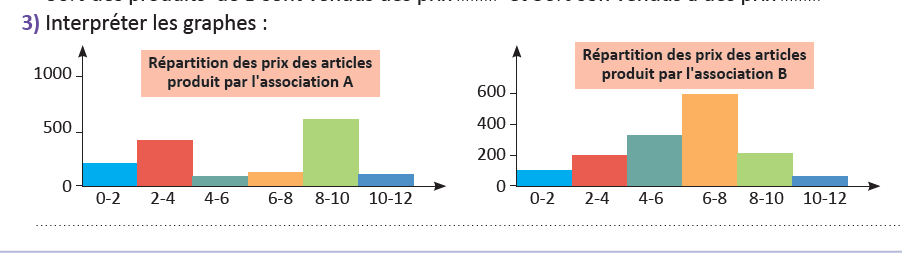 3) Interpréter les graphes :
Répartition des prix des articles
produit par l'association A
1000
500
0
0-2 2-4 4-6 6-8 8-10 10-12
Répartition des prix des articles
produit par l'association B
600
400
200
0
0-2 2-4 4-6 6-8 8-10 10-12